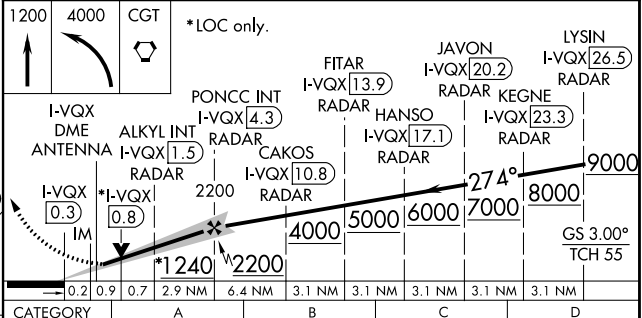 1200 4000 CGT *LOC only.
LYSIN
I-VQX 26.5
RADAR
JAVON
I-VQX 20.2
RADAR
FITAR
I-VQX 13.9
RADAR
KEGNE
I-VQX 23.3
RADAR
PONCC INT
I-VQX 4.3
RADAR
HANSO
I-VQX 17.1
RADAR
I-VQX
DME
ANTENNA
ALKYL INT
I-VQX 1.5
RADAR
CAKOS
I-VQX 10.8
RADAR
I-VQX
0.3
*I-VQX
0.8
IM
2200
274°
9000
8000
7000
6000
5000
4000
2200
*1240
GS 3.00°
TCH 55
0.2 0.9 0.7 2.9 NM 6.4 NM 3.1 NM 3.1 NM 3.1 NM 3.1 NM 3.1 NM
CATEGORY A B C D